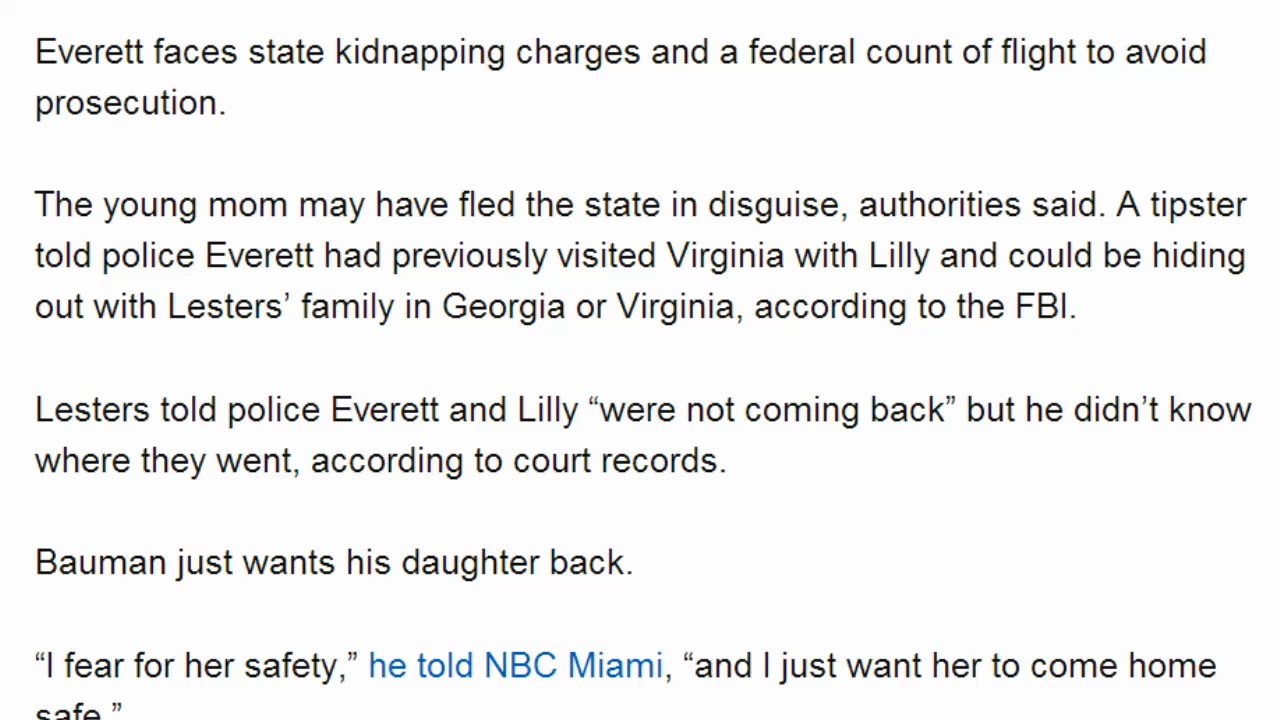 Everett faces state kidnapping charges and a federal count of flight to avoid
prosecution.
The young mom may have fled the state in disguise, authorities said. A tipster
told police Everett had previously visited Virginia with Lilly and could be hiding
out with Lesters’ family in Georgia or Virginia, according to the FBI.
Lesters told police Everett and Lilly “were not coming back” but he didn’t know
where they went, according to court records.
Bauman just wants his daughter back.
“I fear for her safety,” he told NBC Miami, “and I just want her to come home
safe.”